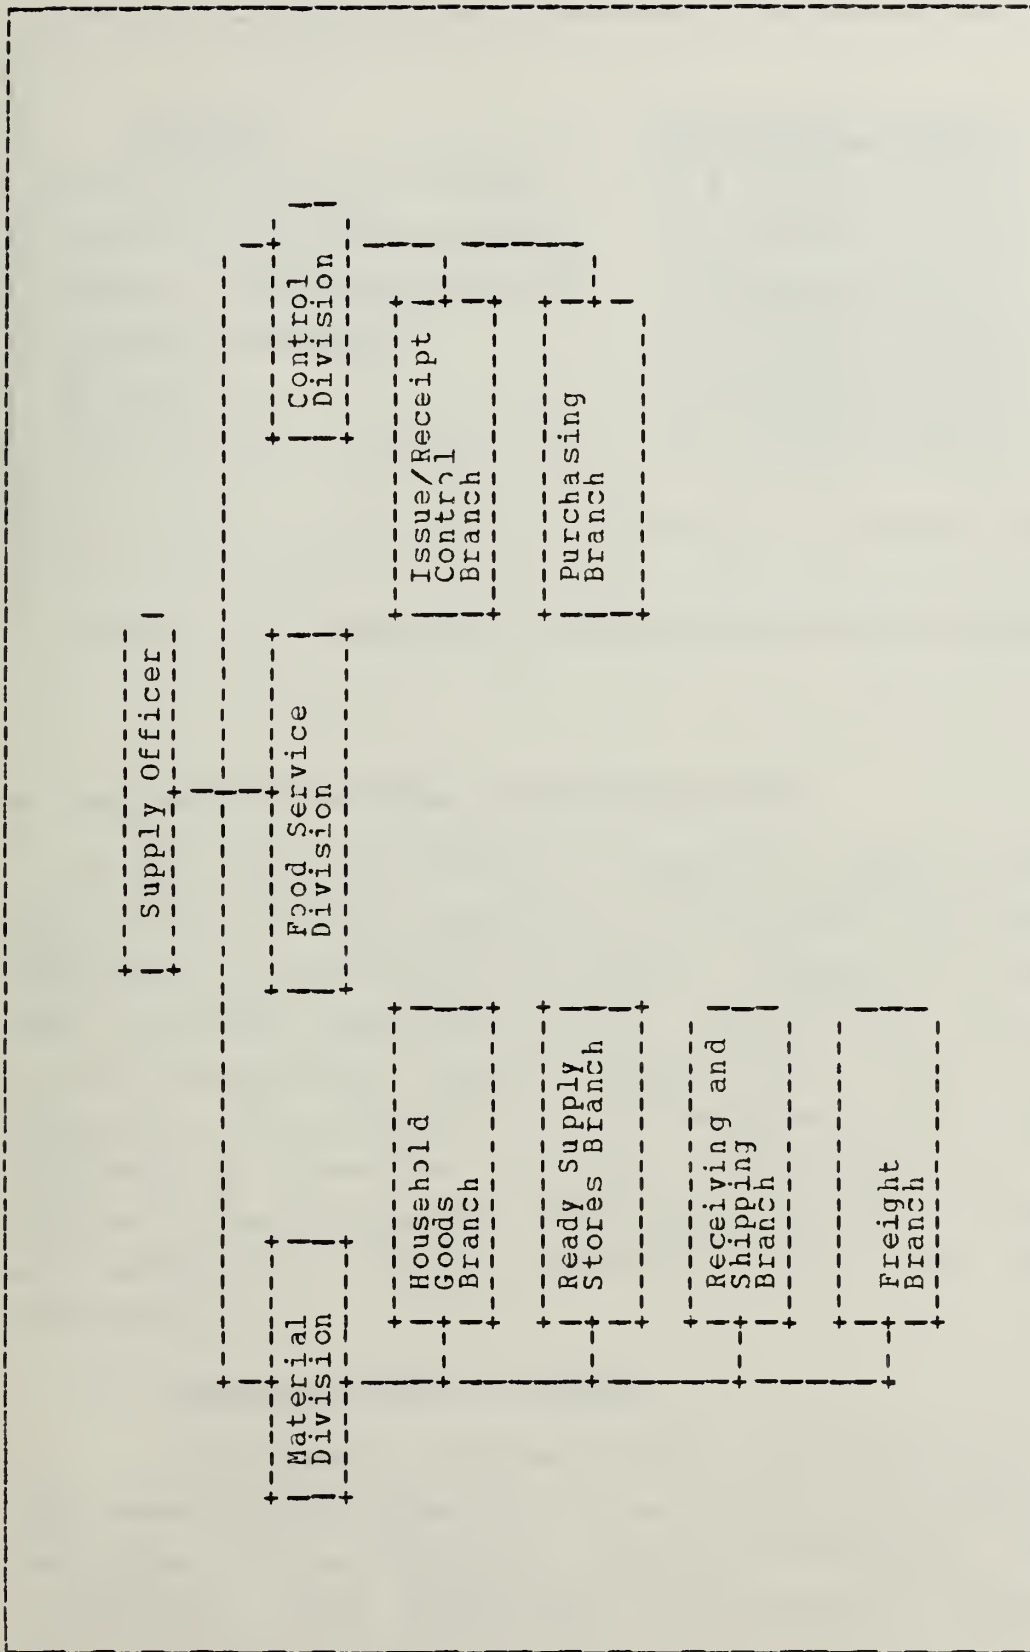 Supply Officer
Material
Division
Food Service
Division
Control
Division
Household
Goods
Branch
Ready Supply
Stores Branch
Receiving and
Shipping
Branch
Freight
Branch
Issue/Receipt
Control
Branch
Purchasing
Branch